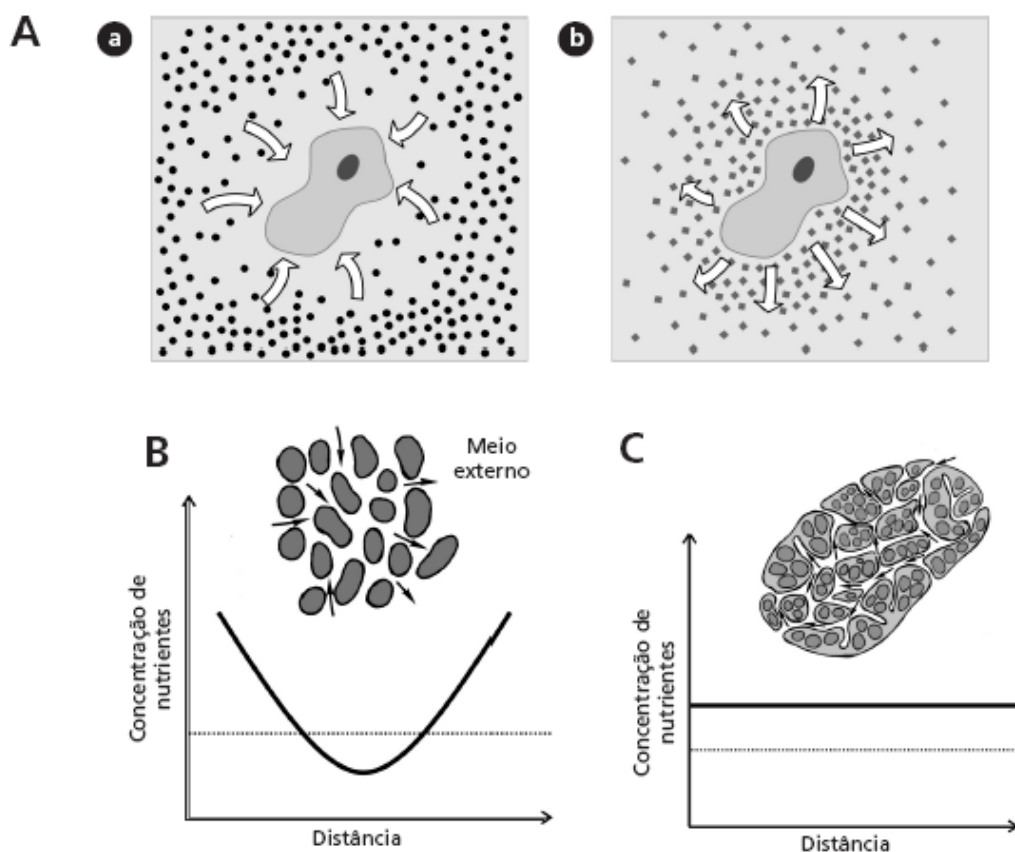 A
a
b
B
Meio
externo
Concentração de
nutrientes
Distância
C
Concentração de
nutrientes
Distância